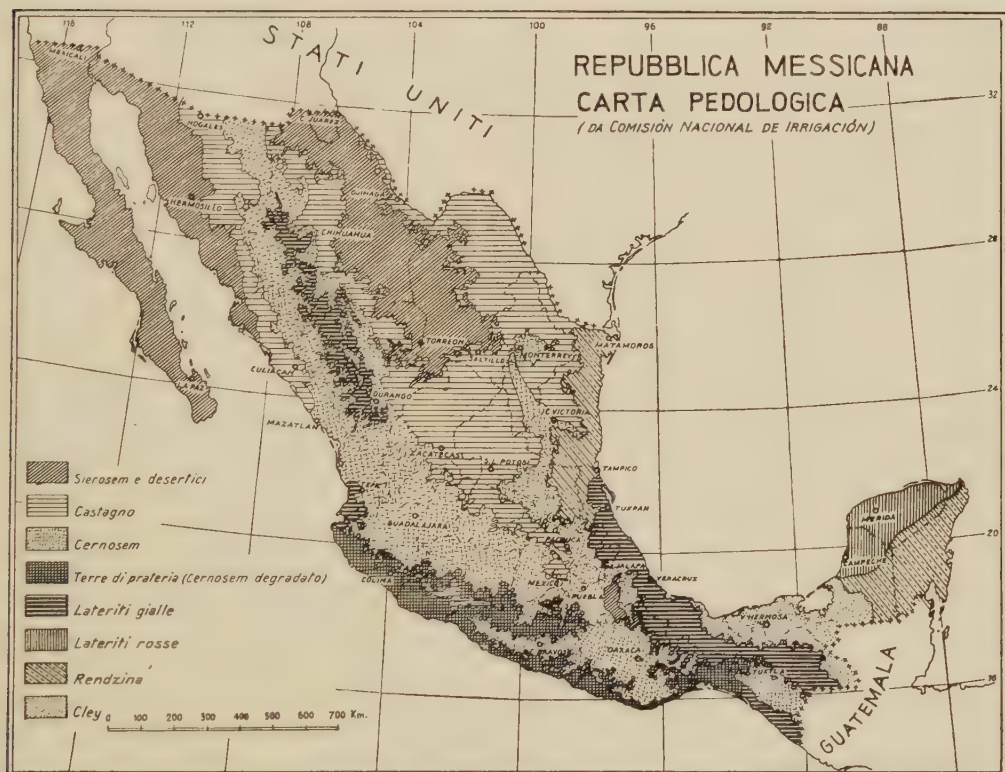 116
112
108
104
100
96
92
88
STATI
UNITI
REPUBBLICA MESSICANA
CARTA PEDOLOGICA
(DA COMISIÓN NACIONAL DE IRRIGACIÓN)
32
28
24
20
16
MEXICALI
NOGALES
C. JUAREZ
HERMOSILLO
OJINAGA
CHIHUAHUA
TORREON
SALTILLO
MONTERREY
MATAMOROS
LA PAZ
CULIACAN
DURANGO
C. VICTORIA
MAZATLAN
ZACATECAS
S.L. POTOSI
TAMPICO
TEPIC
GUADALAJARA
TUXPAN
PACHUCA
MERIDA
CAMPECHE
COLIMA
MEXICO
JALAPA
VERACRUZ
PUEBLA
V. HERMOSA
OAXACA
GUATEMALA
Sierosem e desertici
Castagno
Cernosem
Terre di prateria (Cernosem degradato)
Lateriti gialle
Lateriti rosse
Rendzina
Cley
0 100 200 300 400 500 600 700 Km.